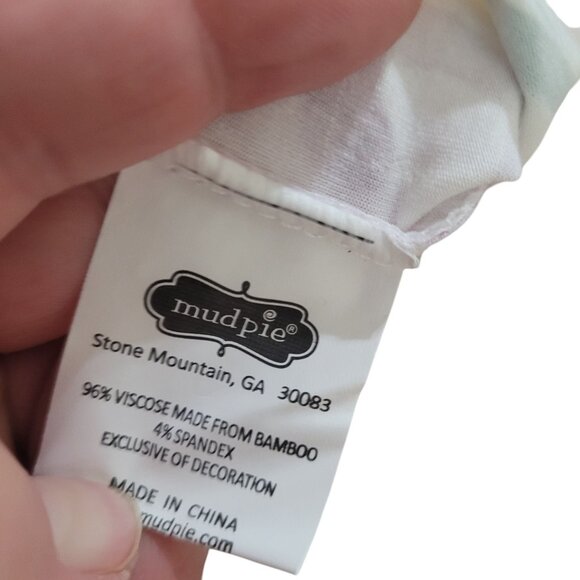 mudpie®
Stone Mountain, GA 30083
96% VISCOSE MADE FROM BAMBOO
4% SPANDEX
EXCLUSIVE OF DECORATION
MADE IN CHINA
mudpie.com